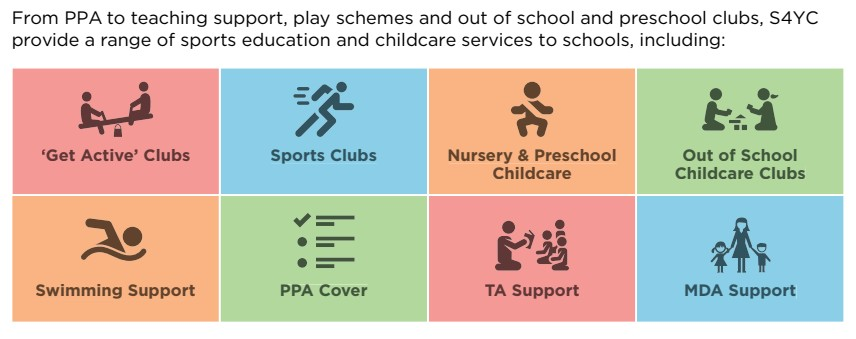 From PPA to teaching support, play schemes and out of school and preschool clubs, S4YC
provide a range of sports education and childcare services to schools, including:
‘Get Active’ Clubs
Sports Clubs
Nursery & Preschool
Childcare
Out of School
Childcare Clubs
Swimming Support
PPA Cover
TA Support
MDA Support